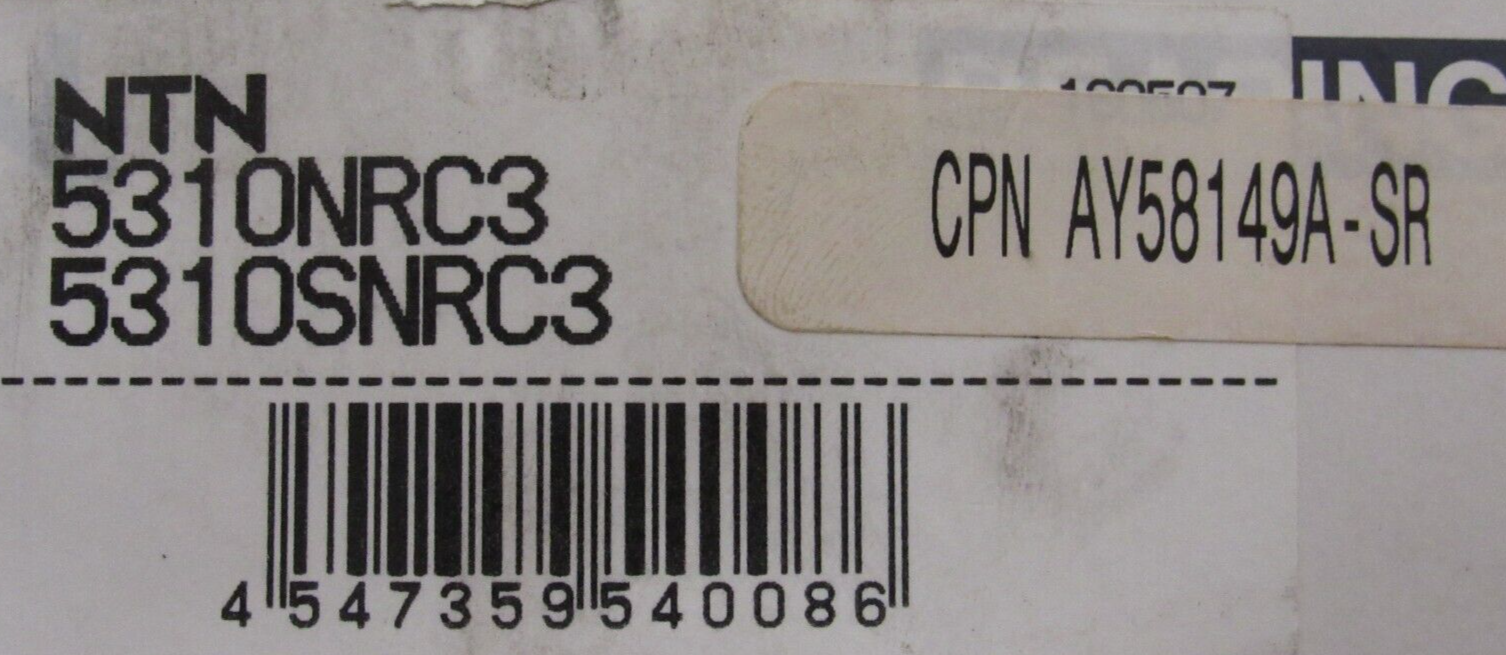 NTN
5310NRC3
5310SNRC3
CPN AY58149A-SR
4 547359 540086